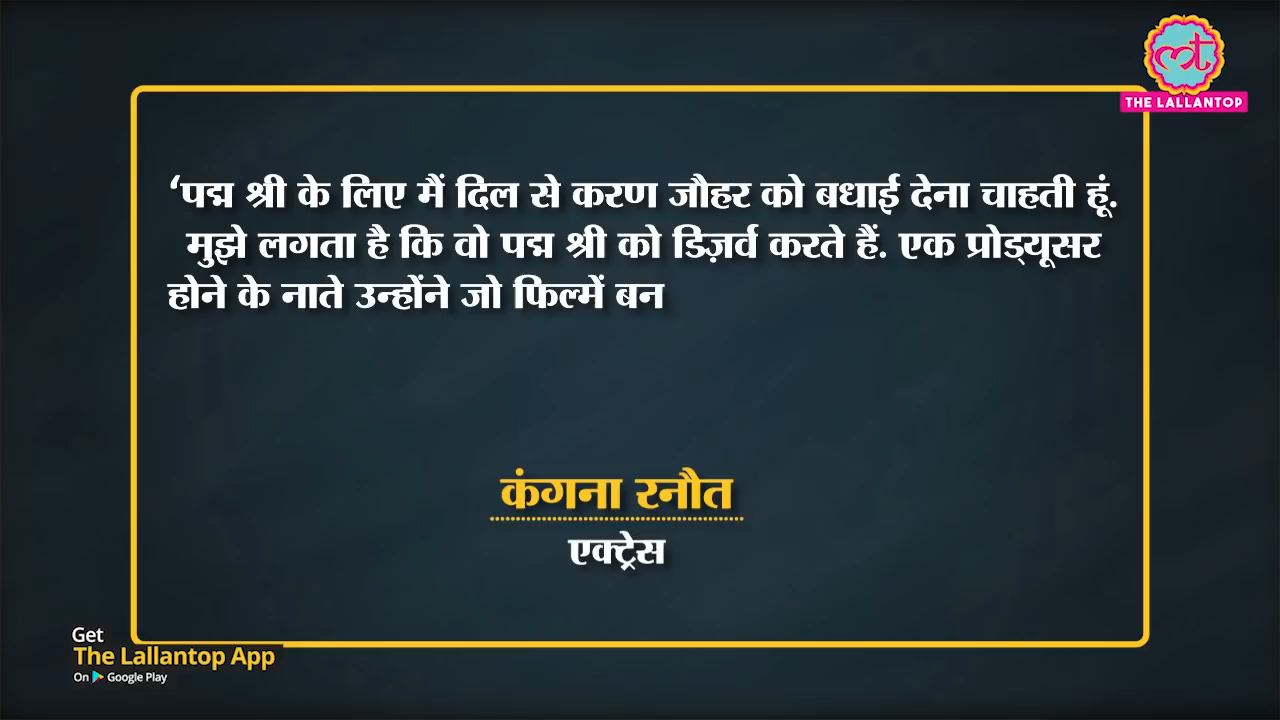 THE LALLANTOP
‘पद्म श्री के लिए मैं दिल से करण जौहर को बधाई देना चाहती हूं.
मुझे लगता है कि वो पद्म श्री को डिज़र्व करते हैं. एक प्रोड्यूसर
होने के नाते उन्होंने जो फिल्में बन
कंगना रनौत
एक्ट्रेस
Get
The Lallantop App
On Google Play